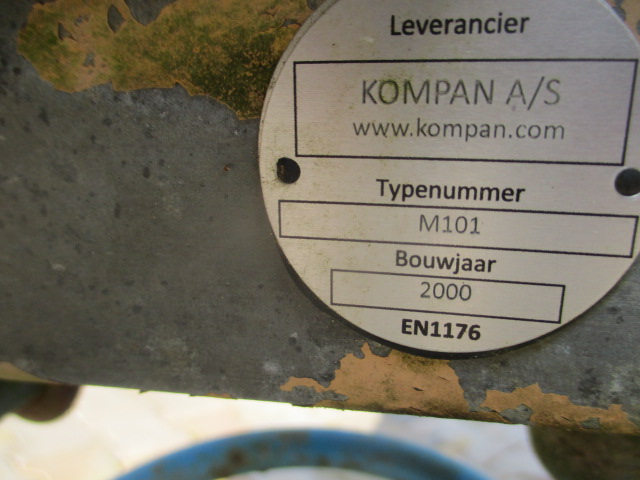 Leverancier
KOMPAN A/S
www.kompan.com
Typenummer
M101
Bouwjaar
2000
EN1176